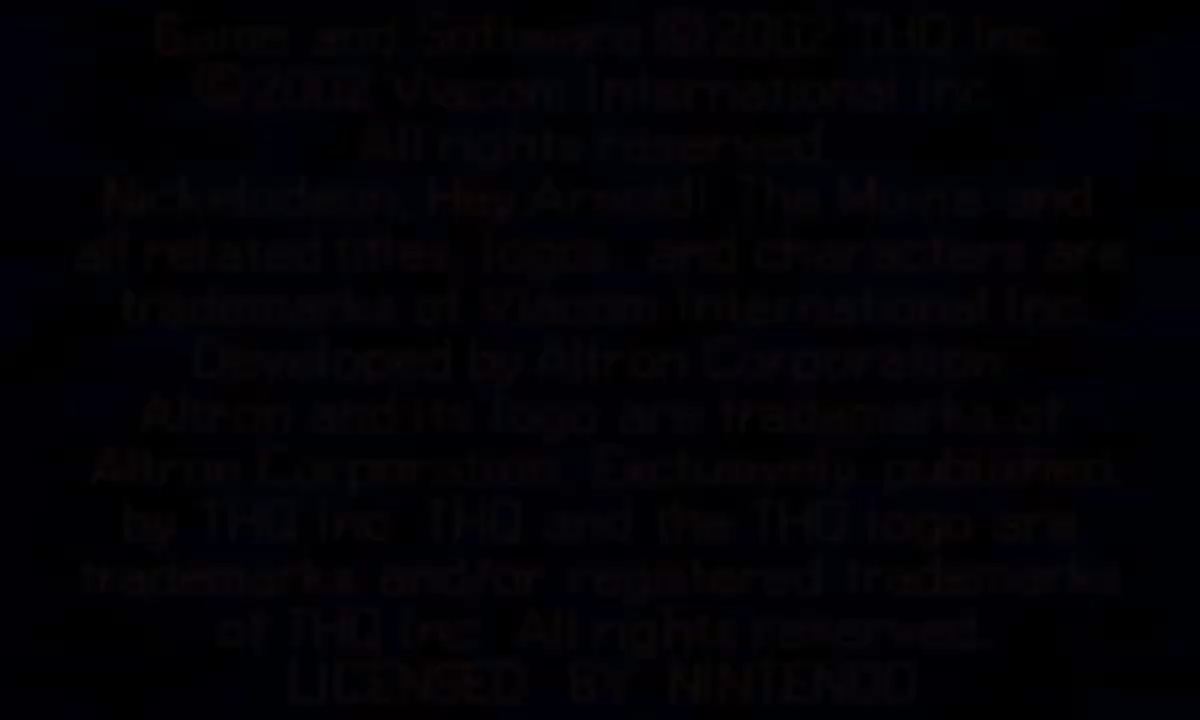 Game and Software ©2002 THQ Inc.
©2002 Viacom International Inc.
All rights reserved.
Nickelodeon, Hey Arnold! The Movie and
all related titles, logos, and characters are
trademarks of Viacom International Inc.
Developed by Altron Corporation.
Altron and its logo are trademarks of
Altron Corporation. Exclusively published
by THQ Inc. THQ and the THQ logo are
trademarks and/or registered trademarks
of THQ Inc. All rights reserved.
LICENSED BY NINTENDO